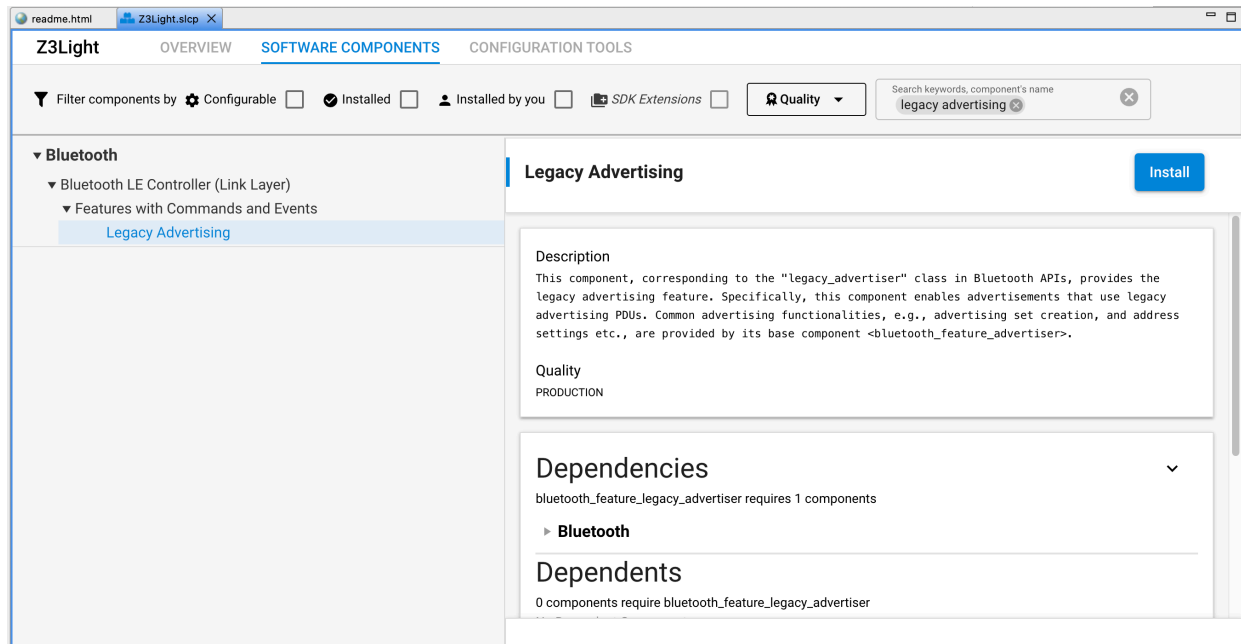 readme.html
Z3Light.slcp
Z3Light
OVERVIEW
SOFTWARE COMPONENTS
CONFIGURATION TOOLS
Filter components by
Configurable
Installed
Installed by you
SDK Extensions
Quality
Search keywords, component's name
legacy advertising
Bluetooth
Bluetooth LE Controller (Link Layer)
Features with Commands and Events
Legacy Advertising
Legacy Advertising
Install
Description
This component, corresponding to the "legacy_advertiser" class in Bluetooth APIs, provides the
legacy advertising feature. Specifically, this component enables advertisements that use legacy
advertising PDUs. Common advertising functionalities, e.g., advertising set creation, and address
settings etc., are provided by its base component <bluetooth_feature_advertiser>.
Quality
PRODUCTION
Dependencies
bluetooth_feature_legacy_advertiser requires 1 components
Bluetooth
Dependents
0 components require bluetooth_feature_legacy_advertiser